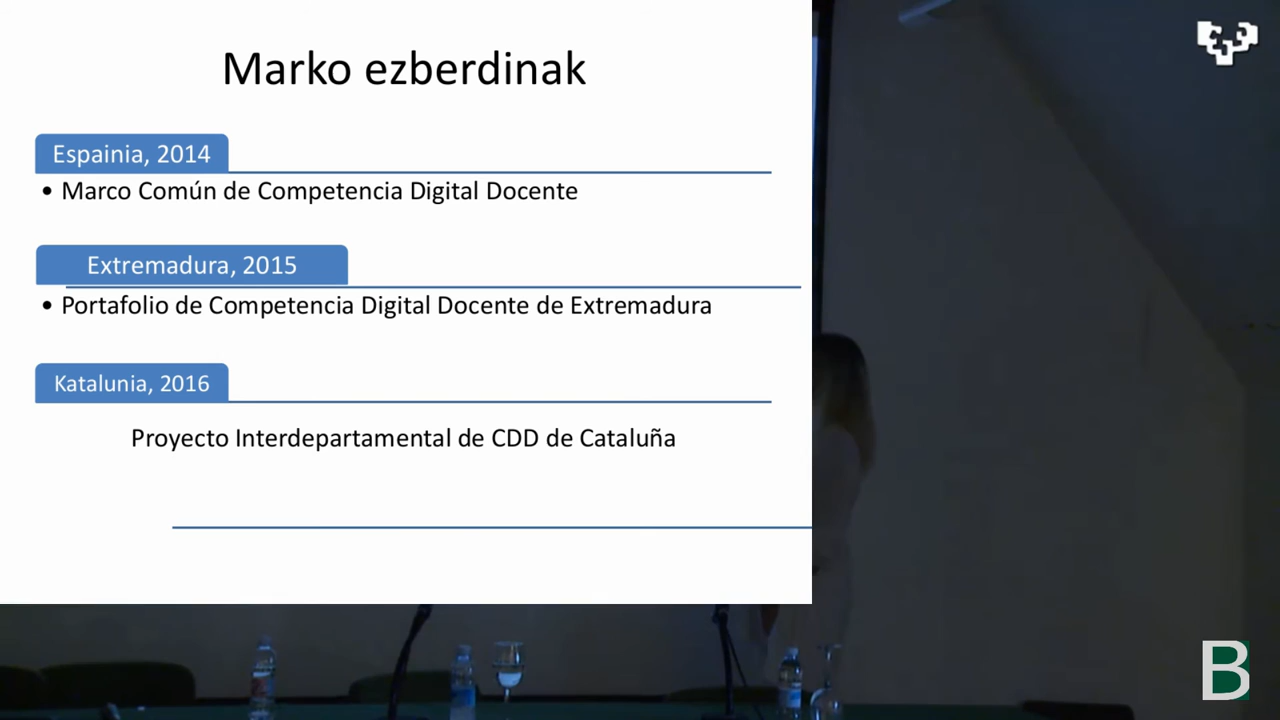 Marko ezberdinak
Espainia, 2014
• Marco Común de Competencia Digital Docente
Extremadura, 2015
• Portafolio de Competencia Digital Docente de Extremadura
Katalunia, 2016
Proyecto Interdepartamental de CDD de Cataluña
B